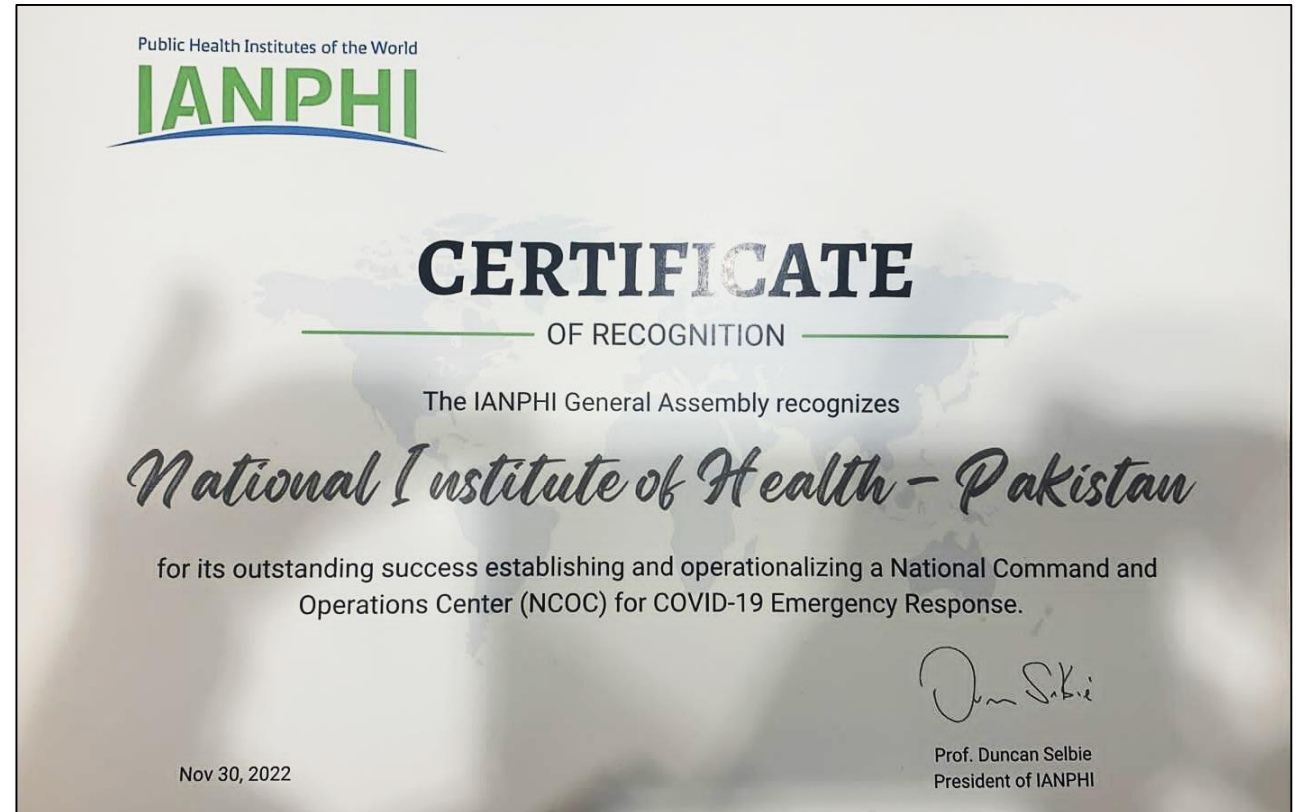 Public Health Institutes of the World
IANPHI
CERTIFICATE
OF RECOGNITION
The IANPHI General Assembly recognizes
National Institute of Health - Pakistan
for its outstanding success establishing and operationalizing a National Command and
Operations Center (NCOC) for COVID-19 Emergency Response.
Prof. Duncan Selbie
President of IANPHI
Nov 30, 2022